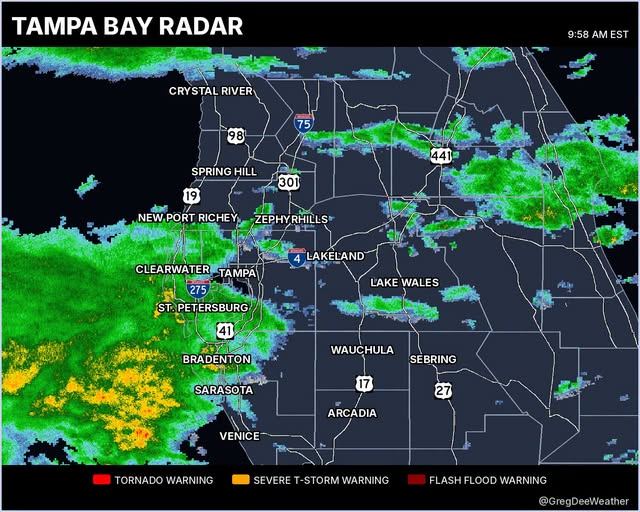 TAMPA BAY RADAR
9:58 AM EST
CRYSTAL RIVER
75
98
441
SPRING HILL
301
19
NEW PORT RICHEY
ZEPHYRHILLS
4
LAKELAND
CLEARWATER
TAMPA
275
LAKE WALES
ST. PETERSBURG
41
WAUCHULA
BRADENTON
SEBRING
17
27
SARASOTA
ARCADIA
VENICE
TORNADO WARNING
SEVERE T-STORM WARNING
FLASH FLOOD WARNING
@GregDeeWeather